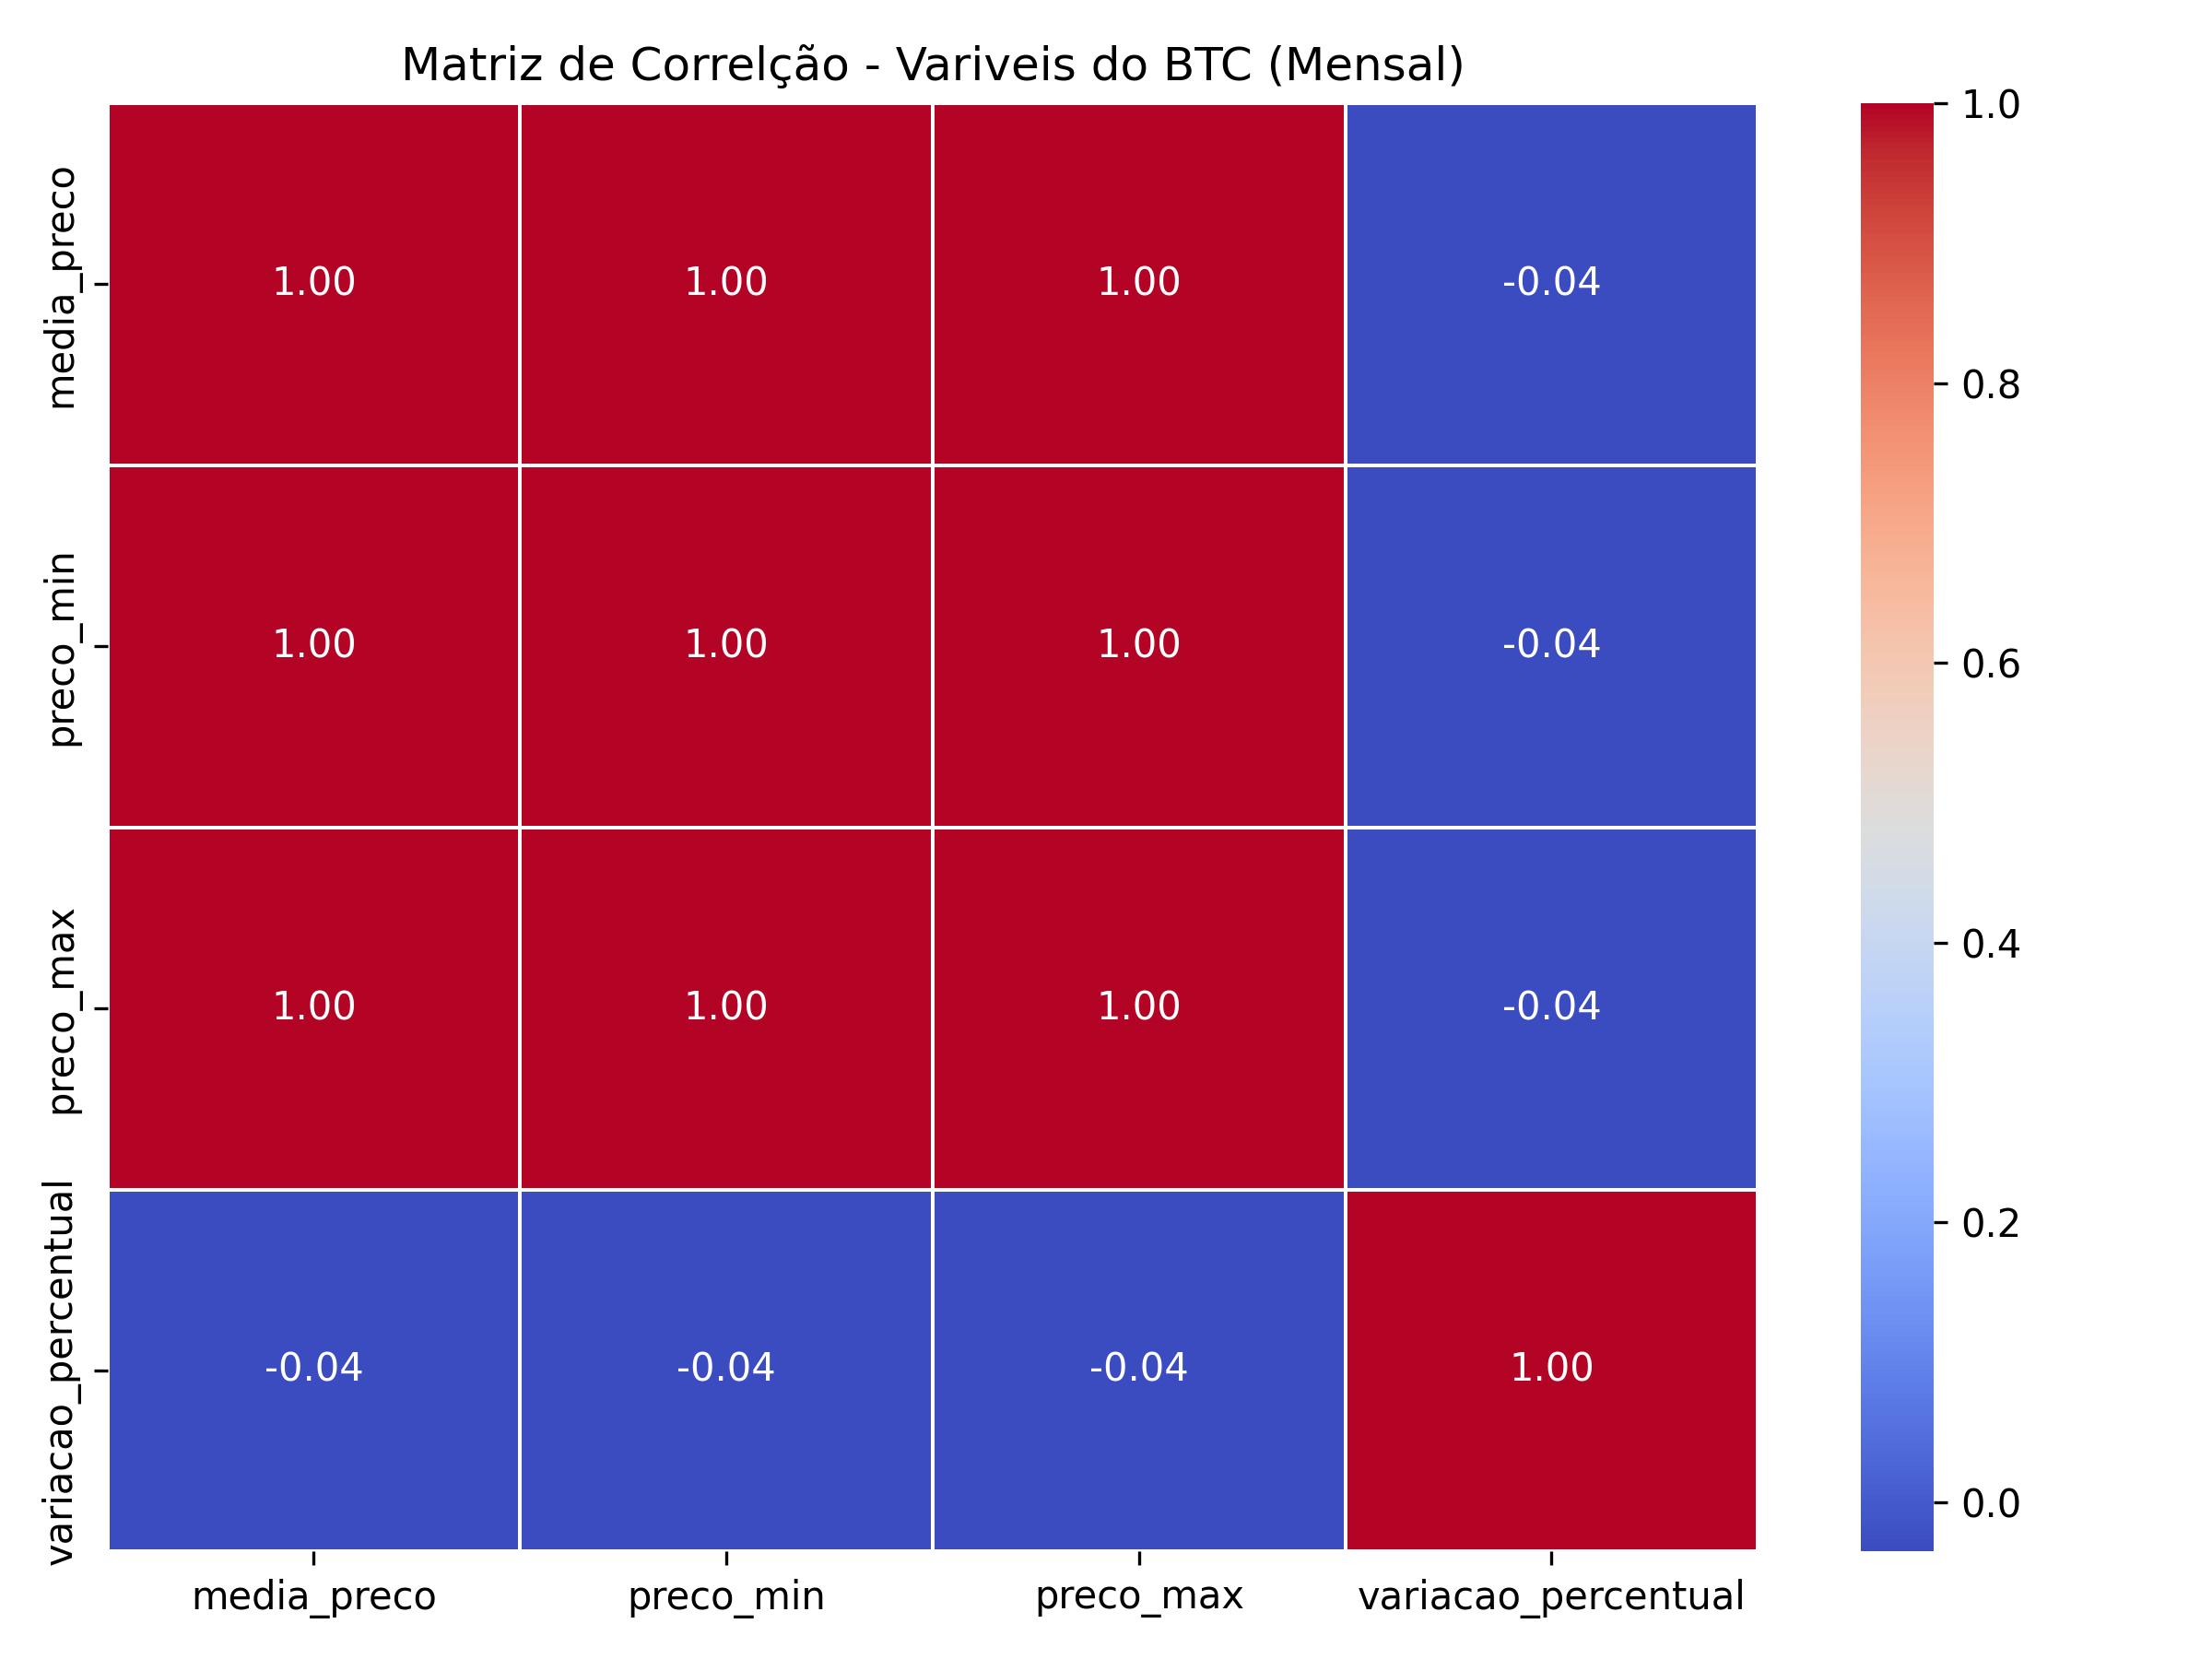 Matriz de Correlção - Variveis do BTC (Mensal)
media_preco
1.00 1.00 1.00 -0.04
preco_min
1.00 1.00 1.00 -0.04
preco_max
1.00 1.00 1.00 -0.04
variacao_percentual
-0.04 -0.04 -0.04 1.00
media_preco preco_min preco_max variacao_percentual
1.0
0.8
0.6
0.4
0.2
0.0